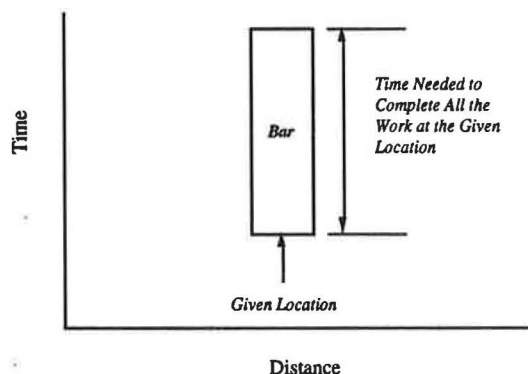 Time
Bar
Time Needed to
Complete All the
Work at the Given
Location
Given Location
Distance